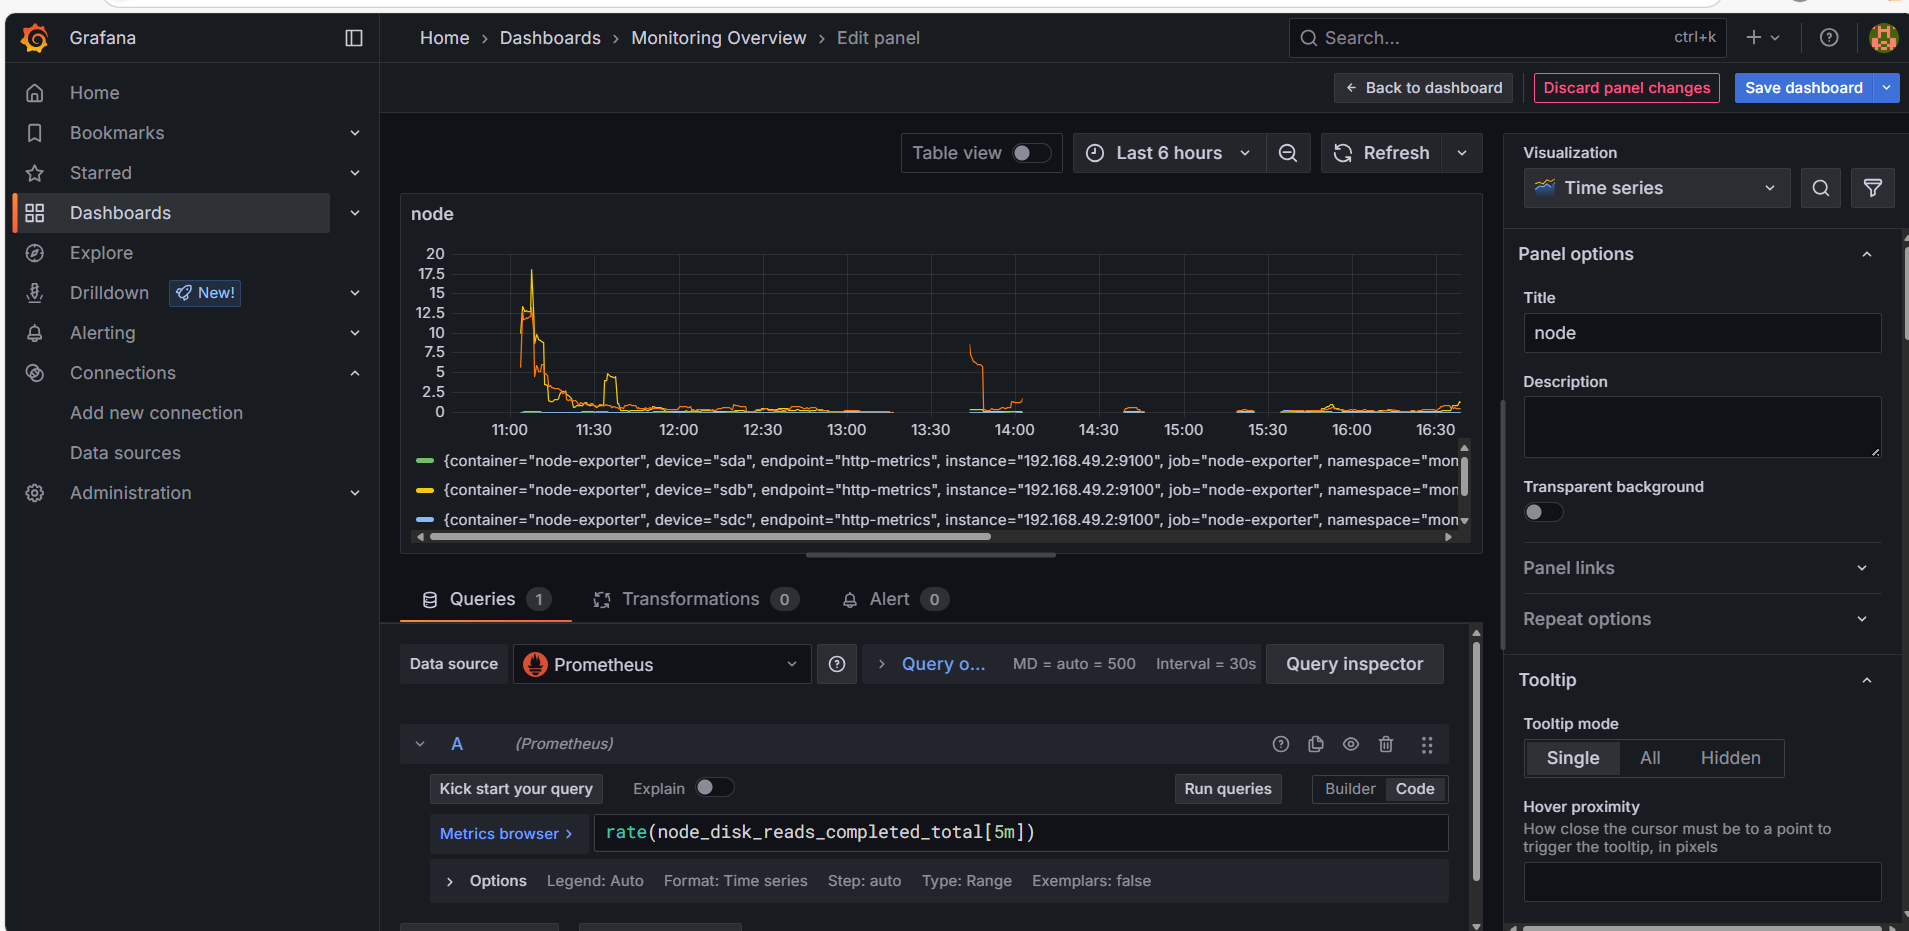 Grafana
Home › Dashboards › Monitoring Overview › Edit panel
Search...
ctrl+k
Home
Bookmarks
Starred
Dashboards
Explore
Drilldown
New!
Alerting
Connections
Add new connection
Data sources
Administration
Back to dashboard
Discard panel changes
Save dashboard
Table view
Last 6 hours
Refresh
node
20
17.5
15
12.5
10
7.5
5
2.5
0
11:00 11:30 12:00 12:30 13:00 13:30 14:00 14:30 15:00 15:30 16:00 16:30
{container="node-exporter", device="sda", endpoint="http-metrics", instance="192.168.49.2:9100", job="node-exporter", namespace="mon
{container="node-exporter", device="sdb", endpoint="http-metrics", instance="192.168.49.2:9100", job="node-exporter", namespace="mon
{container="node-exporter", device="sdc", endpoint="http-metrics", instance="192.168.49.2:9100", job="node-exporter", namespace="mon
Queries 1
Transformations 0
Alert 0
Data source
Prometheus
Query o...
MD = auto = 500
Interval = 30s
Query inspector
A
(Prometheus)
Kick start your query
Explain
Run queries
Builder
Code
Metrics browser >
rate(node_disk_reads_completed_total[5m])
Options
Legend: Auto
Format: Time series
Step: auto
Type: Range
Exemplars: false
Visualization
Time series
Panel options
Title
node
Description
Transparent background
Panel links
Repeat options
Tooltip
Tooltip mode
Single
All
Hidden
Hover proximity
How close the cursor must be to a point to
trigger the tooltip, in pixels